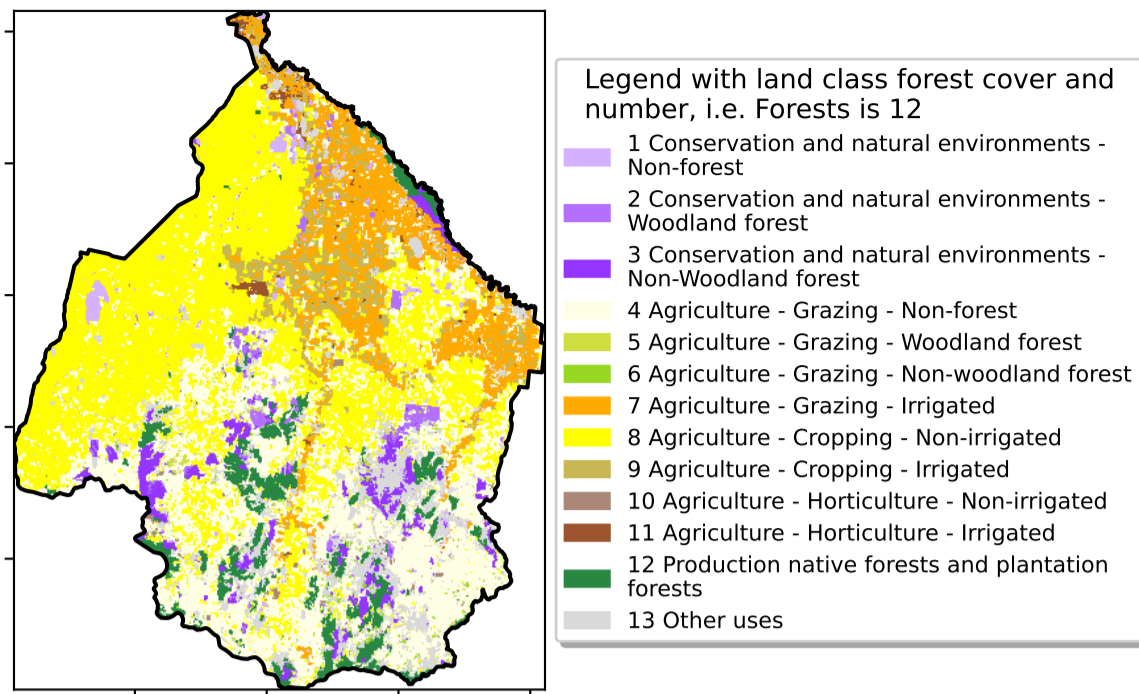 Legend with land class forest cover and
number, i.e. Forests is 12
1 Conservation and natural environments -
Non-forest
2 Conservation and natural environments -
Woodland forest
3 Conservation and natural environments -
Non-Woodland forest
4 Agriculture - Grazing - Non-forest
5 Agriculture - Grazing - Woodland forest
6 Agriculture - Grazing - Non-woodland forest
7 Agriculture - Grazing - Irrigated
8 Agriculture - Cropping - Non-irrigated
9 Agriculture - Cropping - Irrigated
10 Agriculture - Horticulture - Non-irrigated
11 Agriculture - Horticulture - Irrigated
12 Production native forests and plantation
forests
13 Other uses